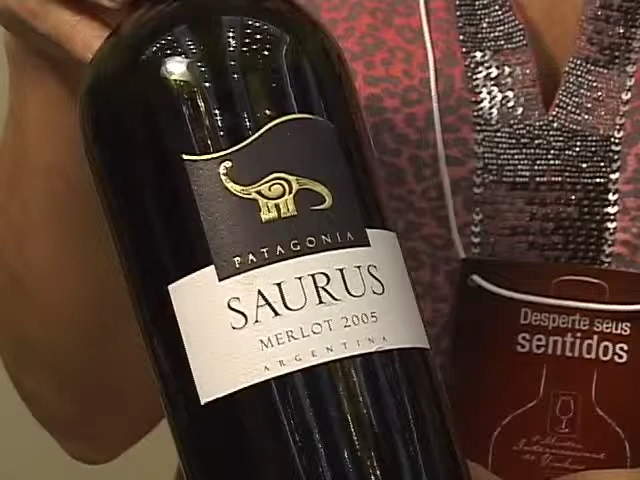 PATAGONIA
SAURUS
MERLOT 2005
ARGENTINA
Desperte seus
sentidos